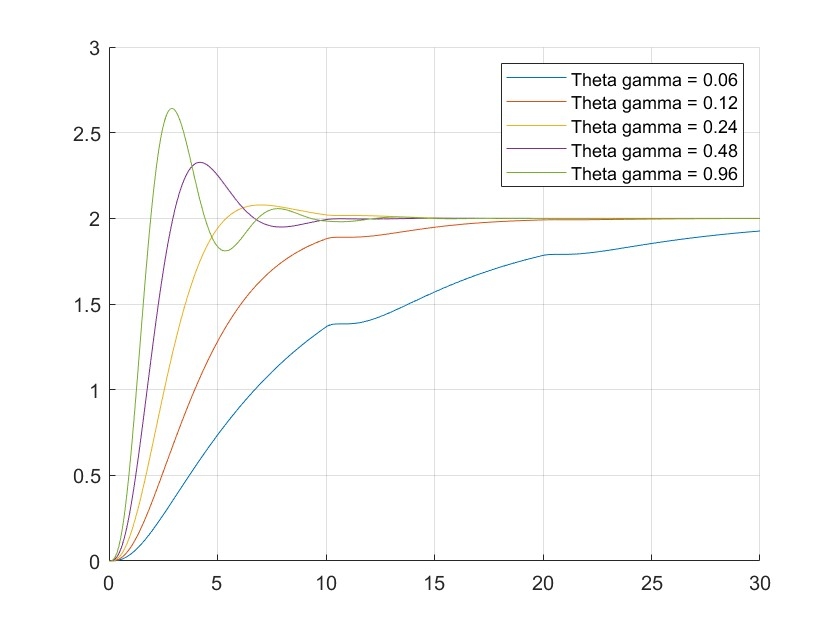 3
2.5
2
1.5
1
0.5
0
0 5 10 15 20 25 30
Theta gamma = 0.06
Theta gamma = 0.12
Theta gamma = 0.24
Theta gamma = 0.48
Theta gamma = 0.96